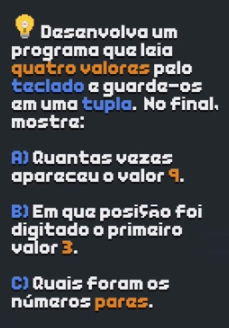 Desenvolva um
programa que leia
quatro valores pelo
teclado e guarde-os
em uma tupla. No final,
mostre:
A) Quantas vezes
apareceu o valor 9.
B) Em que posição foi
digitado o primeiro
valor 3.
C) Quais foram os
números pares.